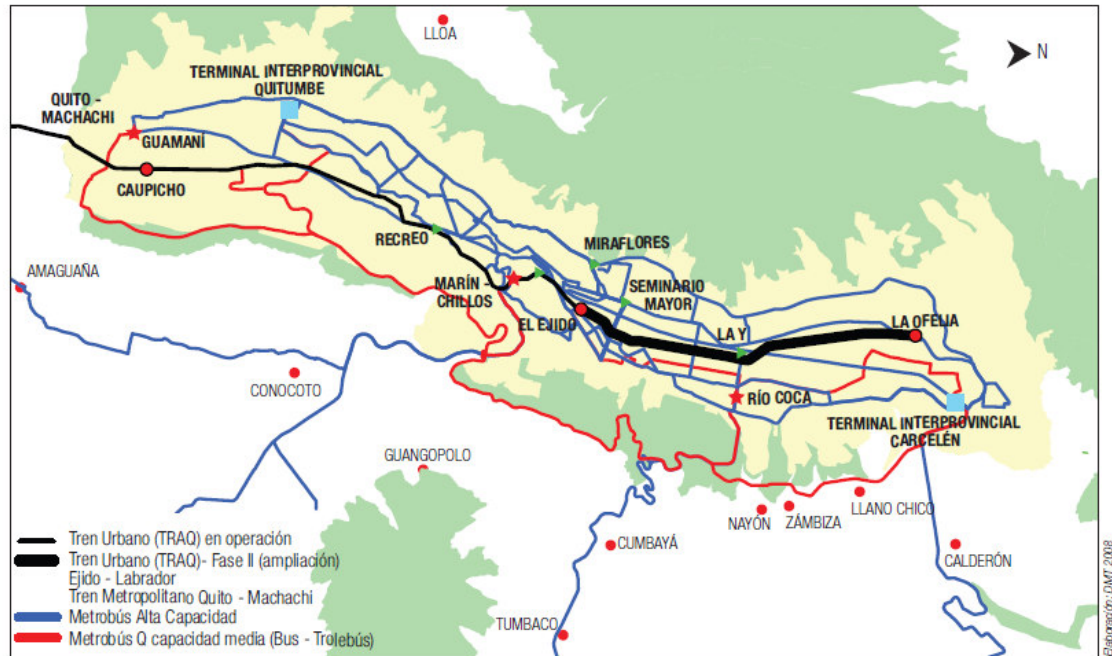 LLOA
N
TERMINAL INTERPROVINCIAL
QUITUMBE
QUITO -
MACHACHI
GUAMANÍ
CAUPICHO
RECREO
MIRAFLORES
AMAGUAÑA
MARÍN -
CHILLOS
SEMINARIO
MAYOR
EL EJIDO
LA Y
LA OFELIA
CONOCOTO
RÍO COCA
TERMINAL INTERPROVINCIAL
CARCELÉN
GUANGOPOLO
LLANO CHICO
NAYÓN
ZÁMBIZA
CUMBAYÁ
CALDERÓN
TUMBACO
Tren Urbano (TRAQ) en operación
Tren Urbano (TRAQ)- Fase II (ampliación)
Ejido - Labrador
Tren Metropolitano Quito - Machachi
Metrobús Alta Capacidad
Metrobús Q capacidad media (Bus - Trolebús)
Elaboración: DMT 2008